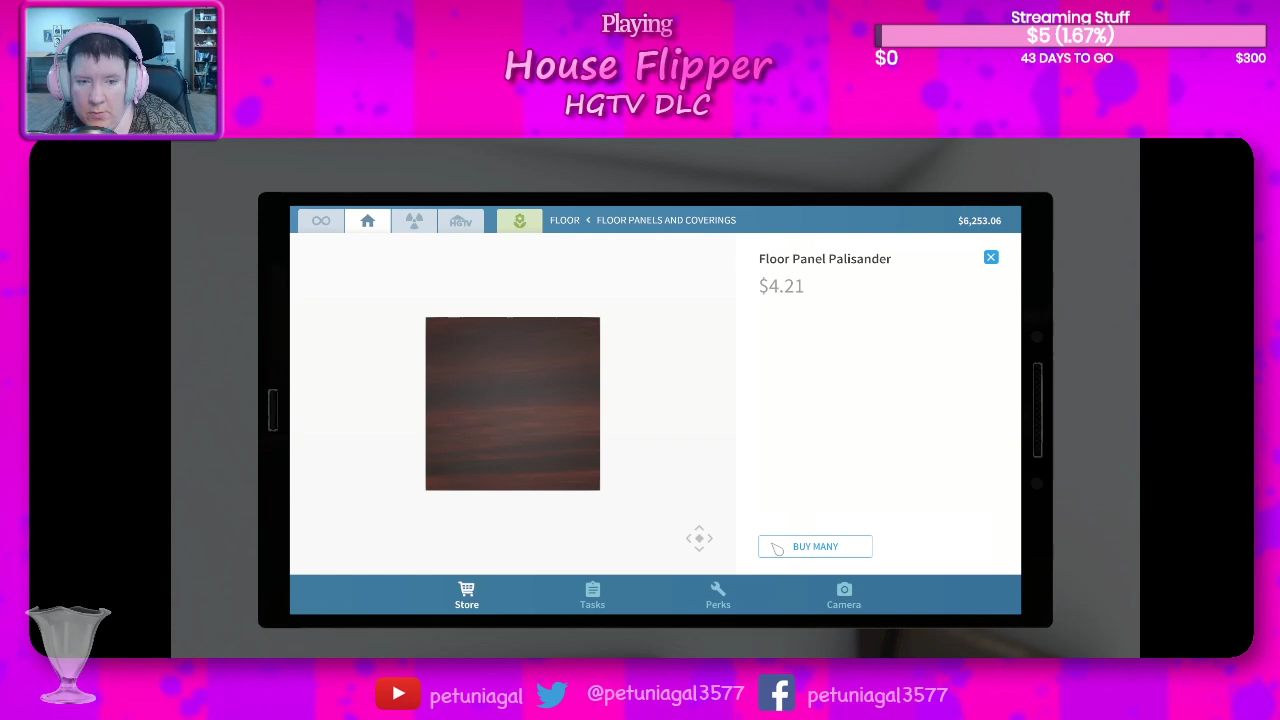 Playing
House Flipper
HGTV DLC
Streaming Stuff
$5 (1.67%)
$0
43 DAYS TO GO
$300
HGTV
FLOOR < FLOOR PANELS AND COVERINGS
$6,253.06
Floor Panel Palisander
$4.21
BUY MANY
Store
Tasks
Perks
Camera
petuniagal
@petuniagal3577
petuniagal3577